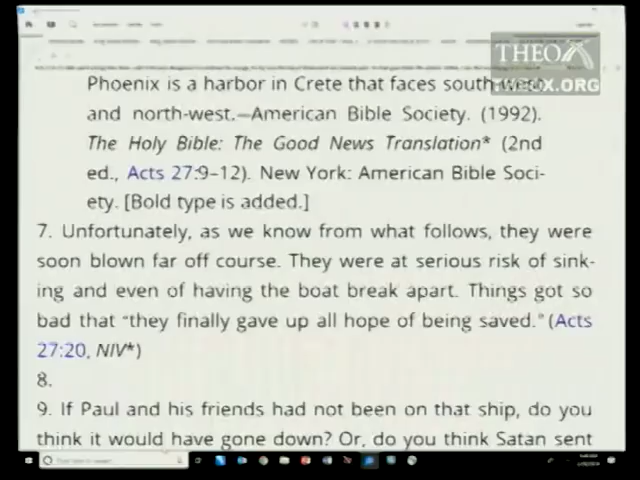 THEO
THEOX.ORG
Phoenix is a harbor in Crete that faces south-west
and north-west.—American Bible Society. (1992).
The Holy Bible: The Good News Translation* (2nd
ed., Acts 27:9–12). New York: American Bible Soci-
ety. [Bold type is added.]
7. Unfortunately, as we know from what follows, they were
soon blown far off course. They were at serious risk of sink-
ing and even of having the boat break apart. Things got so
bad that “they finally gave up all hope of being saved.” (Acts
27:20, NIV*)
8.
9. If Paul and his friends had not been on that ship, do you
think it would have gone down? Or, do you think Satan sent